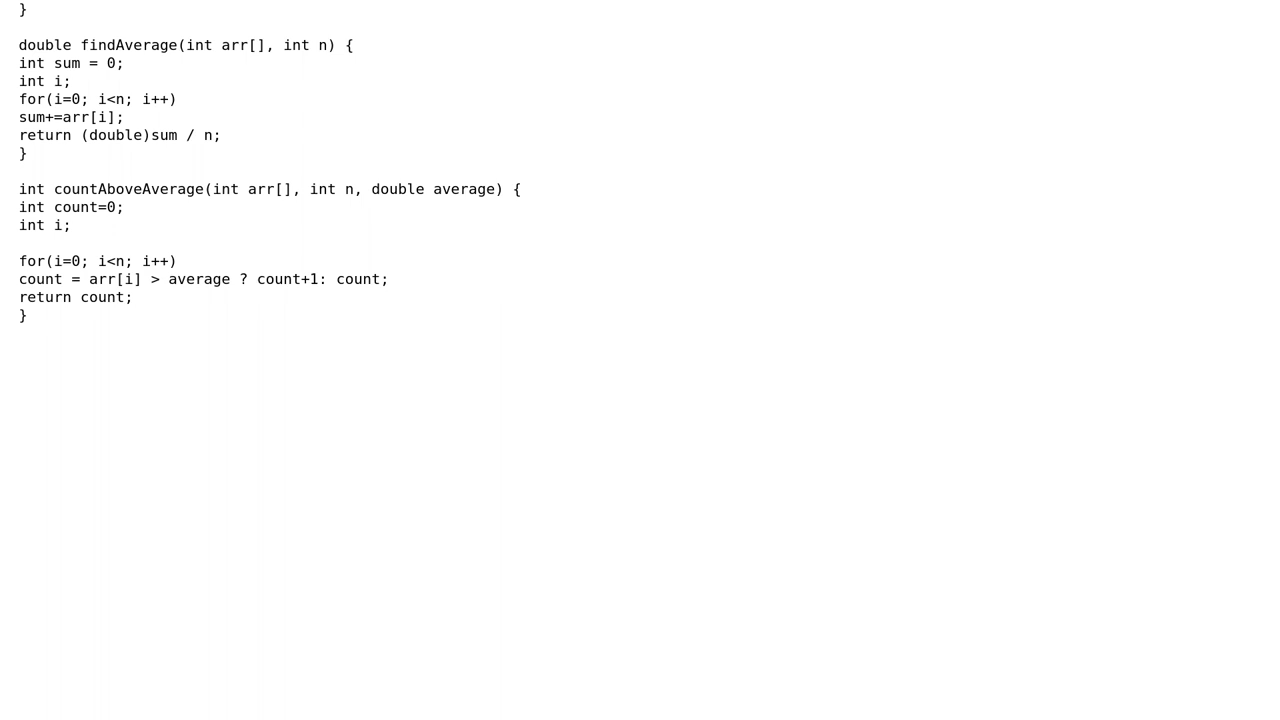 }
double findAverage(int arr[], int n) {
int sum = 0;
int i;
for(i=0; i<n; i++)
sum+=arr[i];
return (double)sum / n;
}
int countAboveAverage(int arr[], int n, double average) {
int count=0;
int i;
for(i=0; i<n; i++)
count = arr[i] > average ? count+1: count;
return count;
}